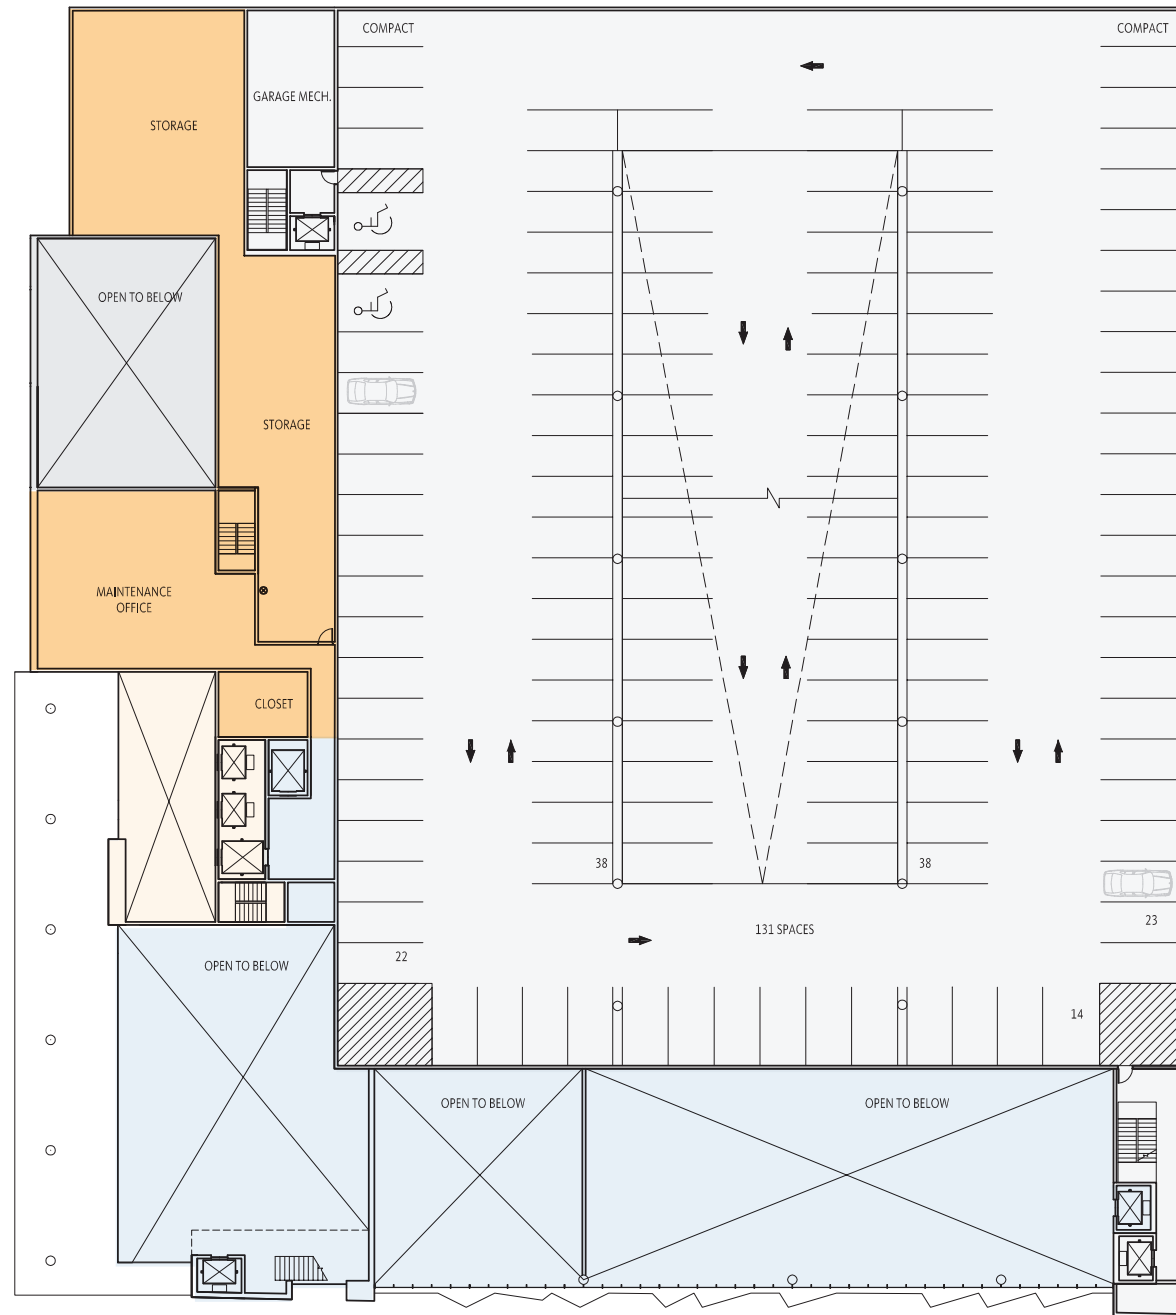 COMPACT
COMPACT
GARAGE MECH.
STORAGE
OPEN TO BELOW
STORAGE
MAINTENANCE
OFFICE
CLOSET
38
38
131 SPACES
23
22
OPEN TO BELOW
14
OPEN TO BELOW
OPEN TO BELOW